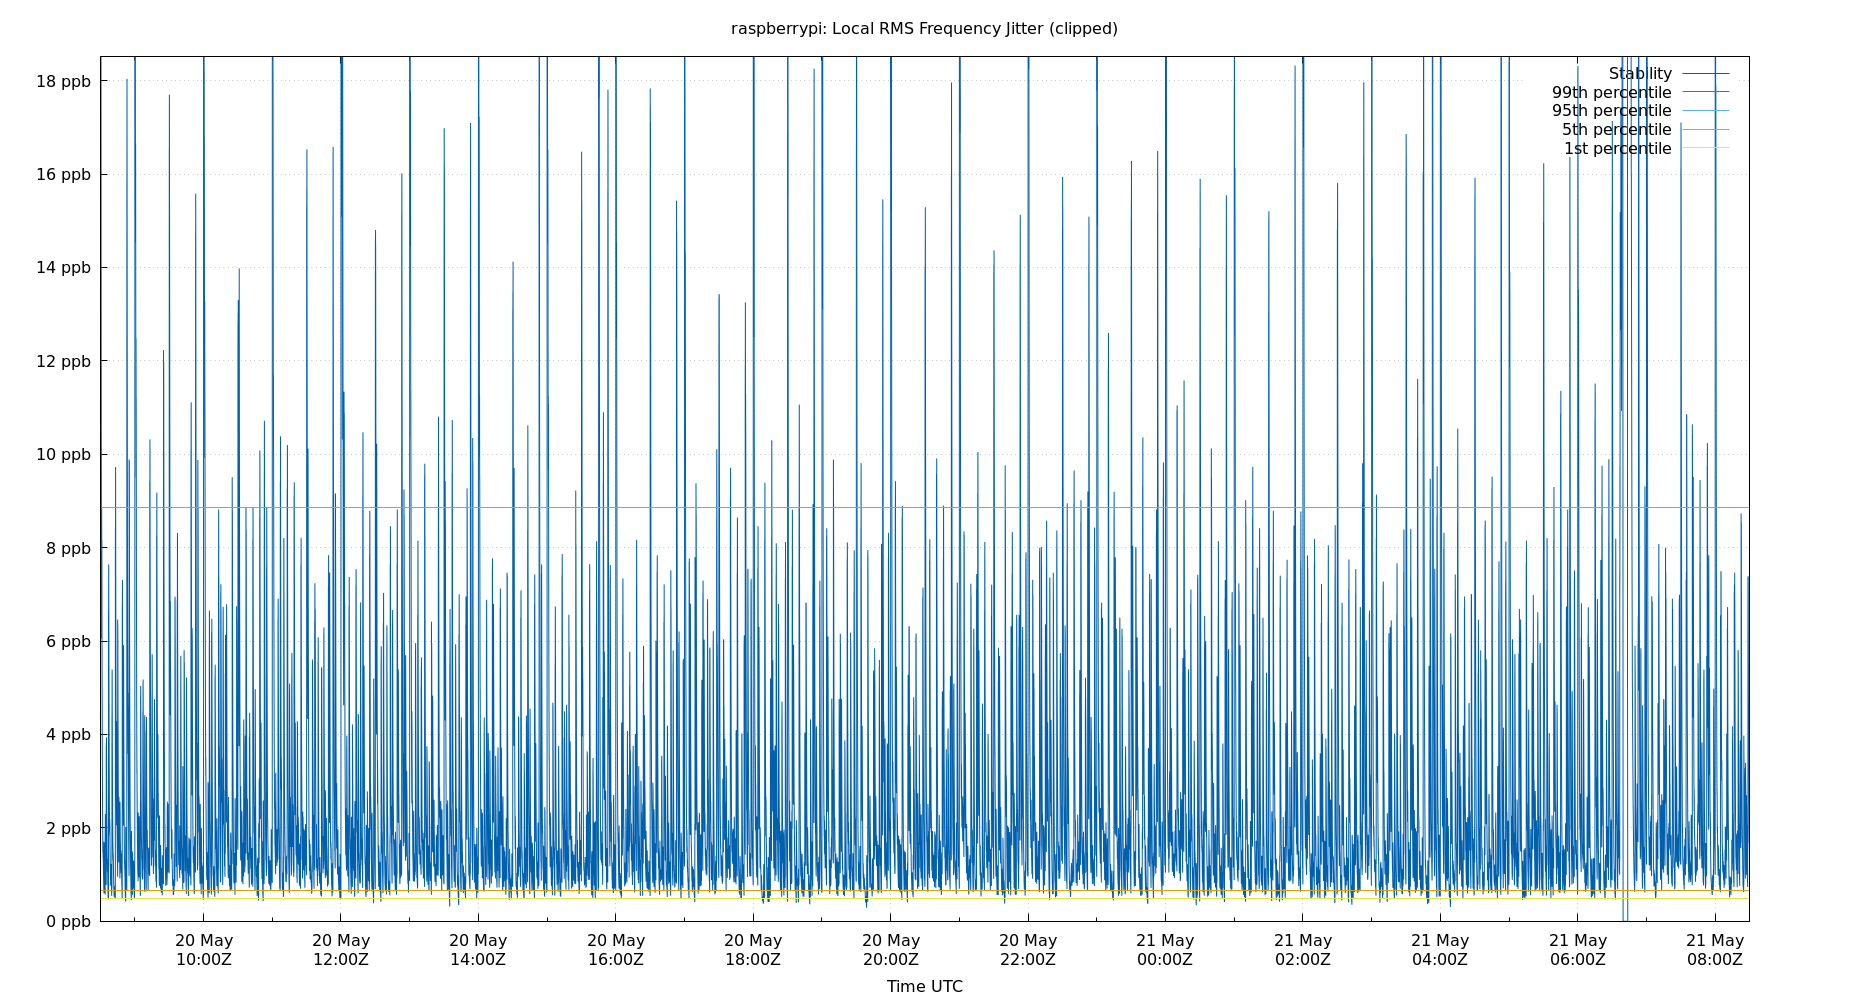 raspberrypi: Local RMS Frequency Jitter (clipped)
18 ppb
16 ppb
14 ppb
12 ppb
10 ppb
8 ppb
6 ppb
4 ppb
2 ppb
0 ppb
Stability
99th percentile
95th percentile
5th percentile
1st percentile
20 May 20 May 20 May 20 May 20 May 20 May 20 May 21 May 21 May 21 May 21 May 21 May
10:00Z 12:00Z 14:00Z 16:00Z 18:00Z 20:00Z 22:00Z 00:00Z 02:00Z 04:00Z 06:00Z 08:00Z
Time UTC